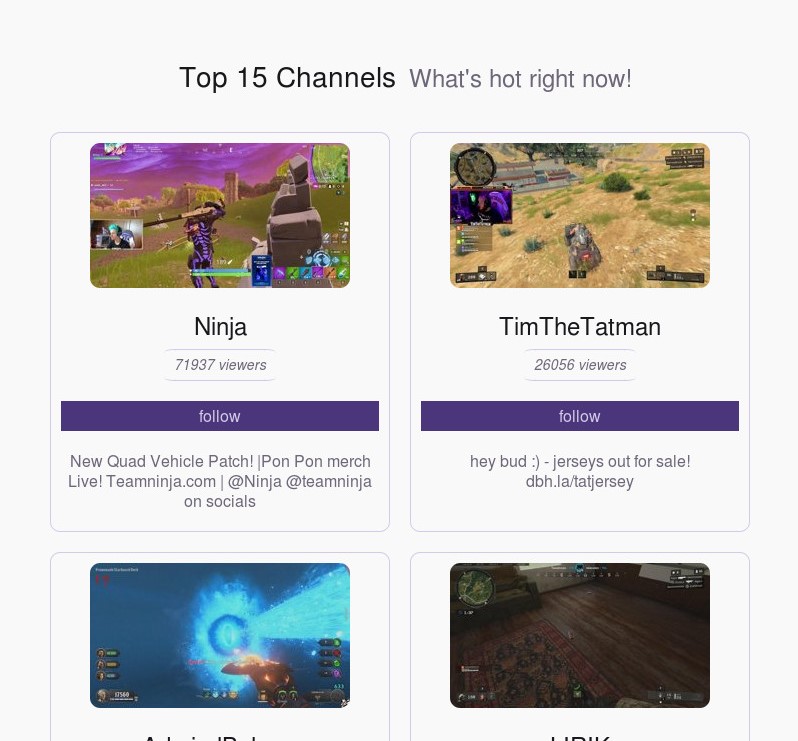 Top 15 Channels What's hot right now!
Ninja
71937 viewers
follow
New Quad Vehicle Patch! |Pon Pon merch
Live! Teamninja.com | @Ninja @teamninja
on socials
TimTheTatman
26056 viewers
follow
hey bud :) - jerseys out for sale!
dbh.la/tatjersey